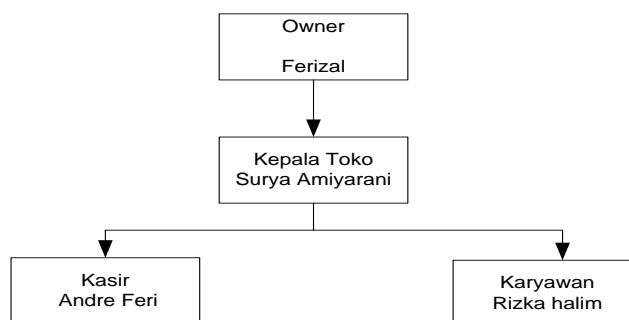 Owner
Ferizal
Kepala Toko
Surya Amiyarani
Kasir
Andre Feri
Karyawan
Rizka halim